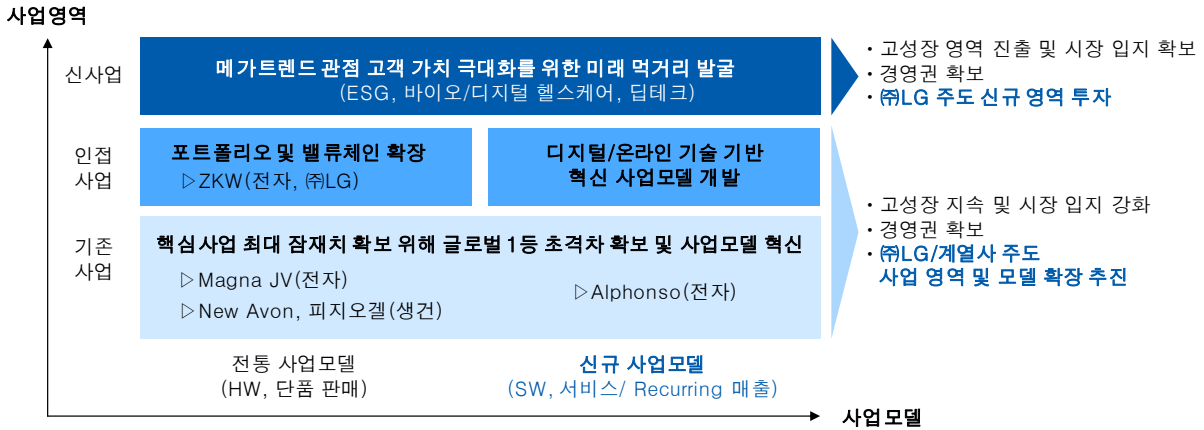 사업영역
신사업
메가트렌드 관점 고객 가치 극대화를 위한 미래 먹거리 발굴
(ESG, 바이오/디지털 헬스케어, 딥테크)
• 고성장 영역 진출 및 시장 입지 확보
• 경영권 확보
• ㈜LG 주도 신규 영역 투자
인접
사업
포트폴리오 및 밸류체인 확장
▷ZKW(전자, ㈜LG)
디지털/온라인 기술 기반
혁신 사업모델 개발
기존
사업
핵심사업 최대 잠재치 확보 위해 글로벌 1등 초격차 확보 및 사업모델 혁신
▷Magna JV(전자)
▷New Avon, 피지오겔(생건)
▷Alphonso(전자)
• 고성장 지속 및 시장 입지 강화
• 경영권 확보
• ㈜LG/계열사 주도
사업 영역 및 모델 확장 추진
전통 사업모델
(HW, 단품 판매)
신규 사업모델
(SW, 서비스/ Recurring 매출)
사업모델